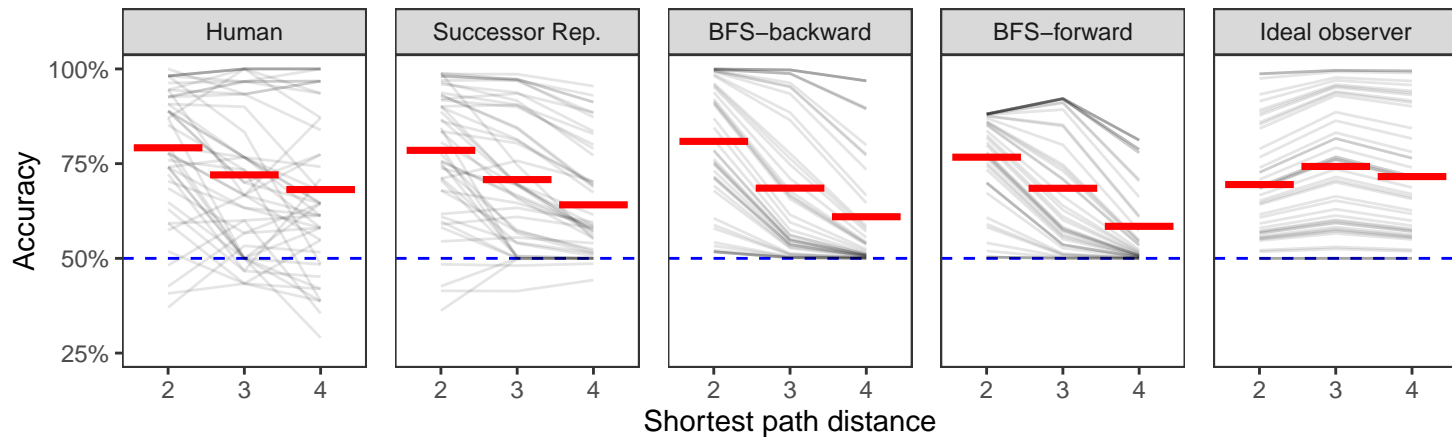 Human Successor Rep. BFS−backward BFS−forward Ideal observer
100%
75%
50%
25%
Accuracy
2 3 4 2 3 4 2 3 4 2 3 4 2 3 4
Shortest path distance